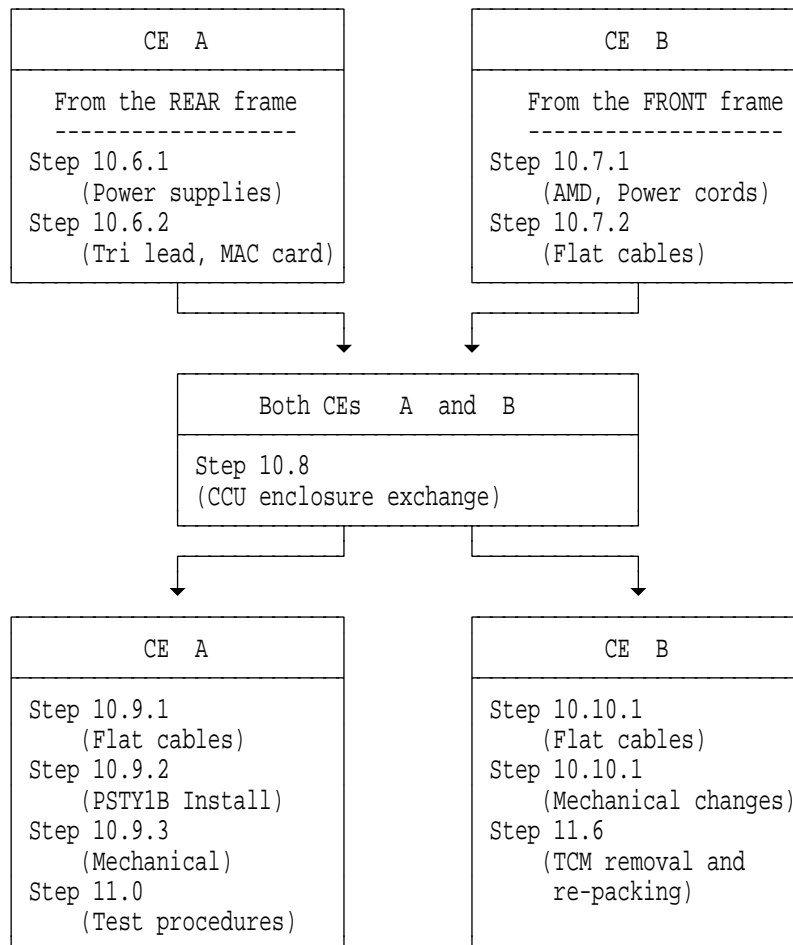 CE A
From the REAR frame
-------------------
Step 10.6.1
(Power supplies)
Step 10.6.2
(Tri lead, MAC card)
CE B
From the FRONT frame
--------------------
Step 10.7.1
(AMD, Power cords)
Step 10.7.2
(Flat cables)
Both CEs A and B
Step 10.8
(CCU enclosure exchange)
CE A
Step 10.9.1
(Flat cables)
Step 10.9.2
(PSTY1B Install)
Step 10.9.3
(Mechanical)
Step 11.0
(Test procedures)
CE B
Step 10.10.1
(Flat cables)
Step 10.10.1
(Mechanical changes)
Step 11.6
(TCM removal and
re-packing)